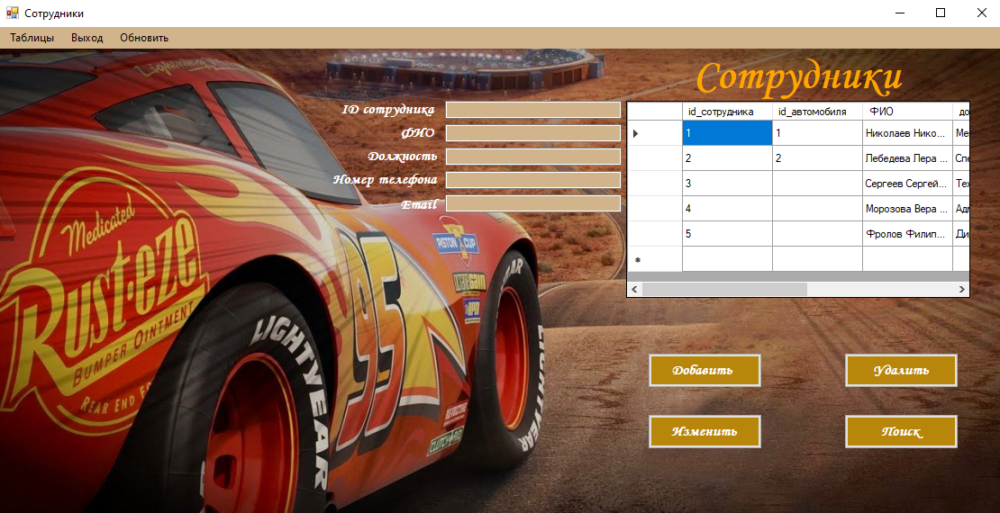 Сотрудники
Таблицы Выход Обновить
Сотрудники
ID сотрудника
ФИО
Должность
Номер телефона
Email
id_сотрудника id_автомобиля ФИО до
1 1 Николаев Нико... Ме
2 2 Лебедева Лера ... Спе
3 Сергеев Сергей... Тех
4 Морозова Вера ... Адм
5 Фролов Филип... Ди
Добавить Удалить
Изменить Поиск
Medicated
Rust-eze
BUMPER OINTMENT
REAR END FO
LIGHTYEAR
95
PISTON CUP
LIGHTYEAR